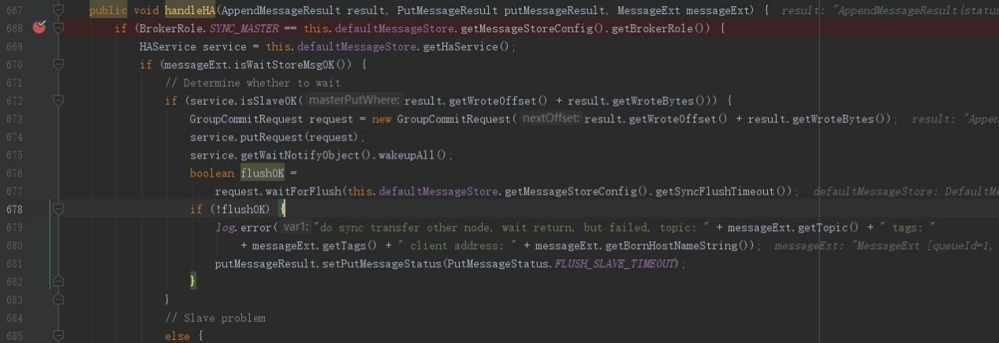 667 public void handleHA(AppendMessageResult result, PutMessageResult putMessageResult, MessageExt messageExt) { result: "AppendMessageResult{status
668 if (BrokerRole.SYNC_MASTER == this.defaultMessageStore.getMessageStoreConfig().getBrokerRole()) {
669 HAService service = this.defaultMessageStore.getHaService();
670 if (messageExt.isWaitStoreMsgOK()) {
671 // Determine whether to wait
672 if (service.isSlaveOK( masterPutWhere: result.getWroteOffset() + result.getWroteBytes())) {
673 GroupCommitRequest request = new GroupCommitRequest( nextOffset: result.getWroteOffset() + result.getWroteBytes()); result: "Appen
674 service.putRequest(request);
675 service.getWaitNotifyObject().wakeupAll();
676 boolean flushOK =
677 request.waitForFlush(this.defaultMessageStore.getMessageStoreConfig().getSyncFlushTimeout()); defaultMessageStore: DefaultMe
678 if (!flushOK) {
679 log.error( var1: "do sync transfer other node, wait return, but failed, topic: " + messageExt.getTopic() + " tags: "
680 + messageExt.getTags() + " client address: " + messageExt.getBornHostNameString()); messageExt: "MessageExt [queueId=1,
681 putMessageResult.setPutMessageStatus(PutMessageStatus.FLUSH_SLAVE_TIMEOUT);
682 }
683 }
684 // Slave problem
685 else {